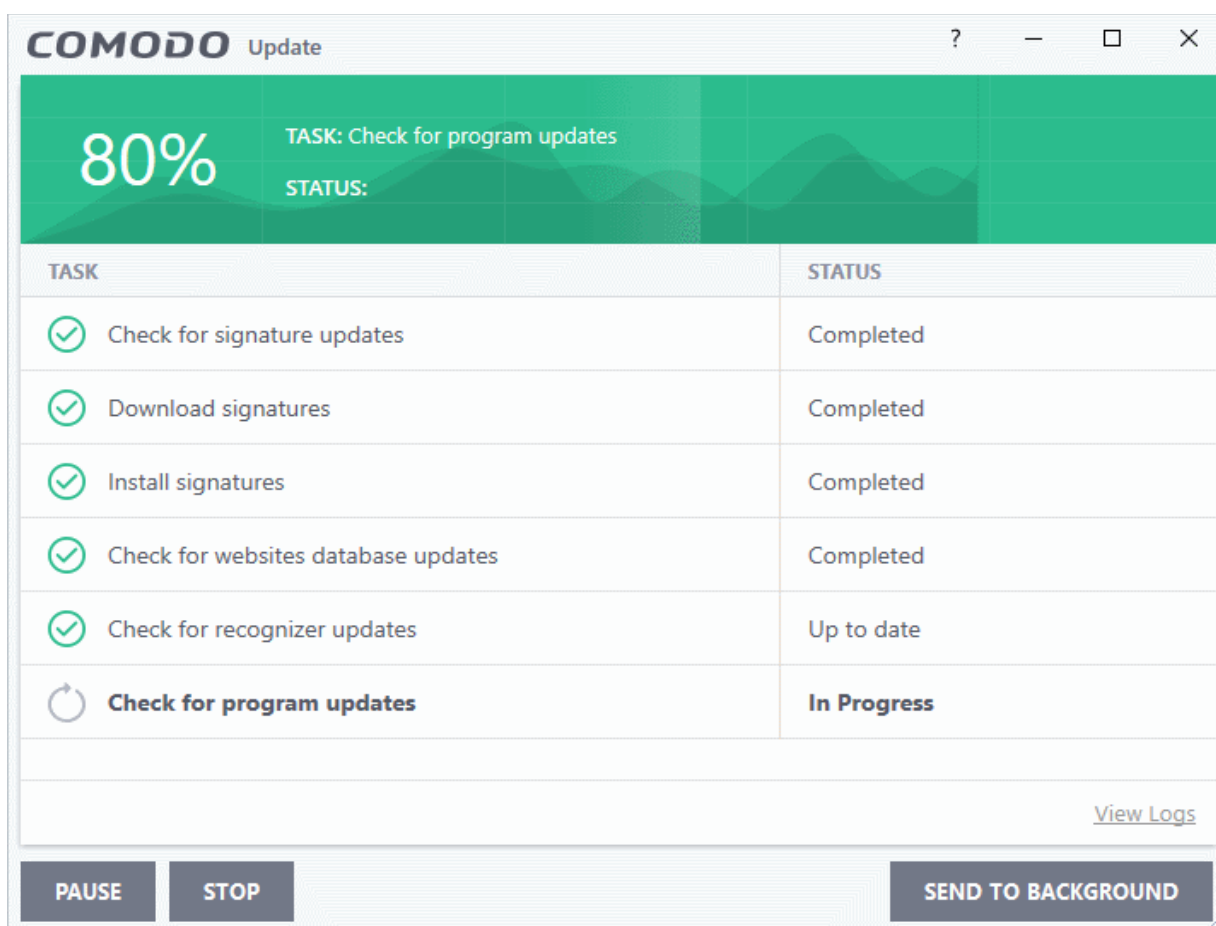 COMODO Update ?
80%
TASK: Check for program updates
STATUS:
TASK STATUS
Check for signature updates Completed
Download signatures Completed
Install signatures Completed
Check for websites database updates Completed
Check for recognizer updates Up to date
Check for program updates In Progress
View Logs
PAUSE STOP SEND TO BACKGROUND